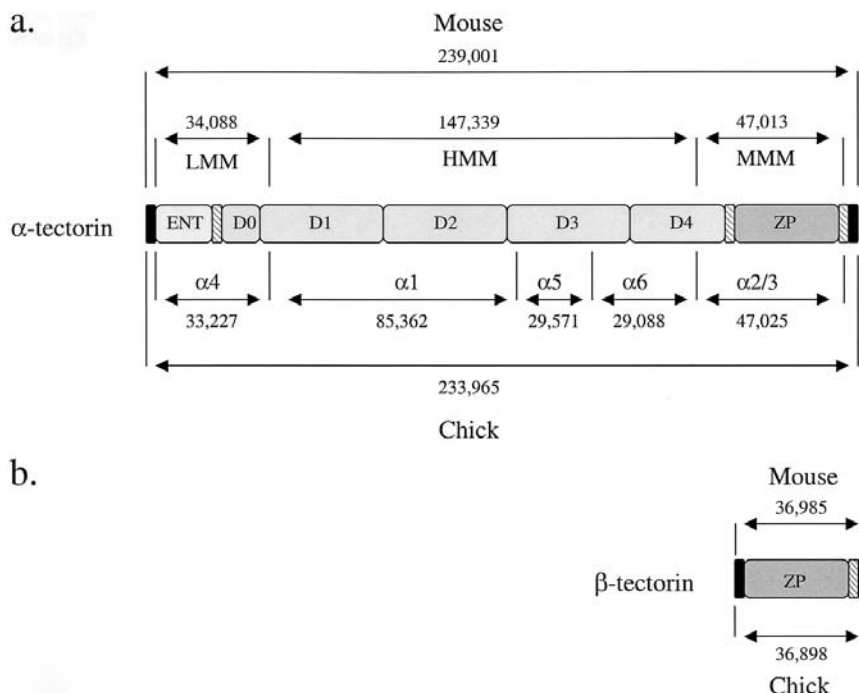 a.
Mouse
239,001
34,088 147,339 47,013
LMM HMM MMM
α-tectorin ENT D0 D1 D2 D3 D4 ZP
α4 α1 α5 α6 α2/3
33,227 85,362 29,571 29,088 47,025
233,965
Chick
b.
Mouse
36,985
β-tectorin ZP
36,898
Chick